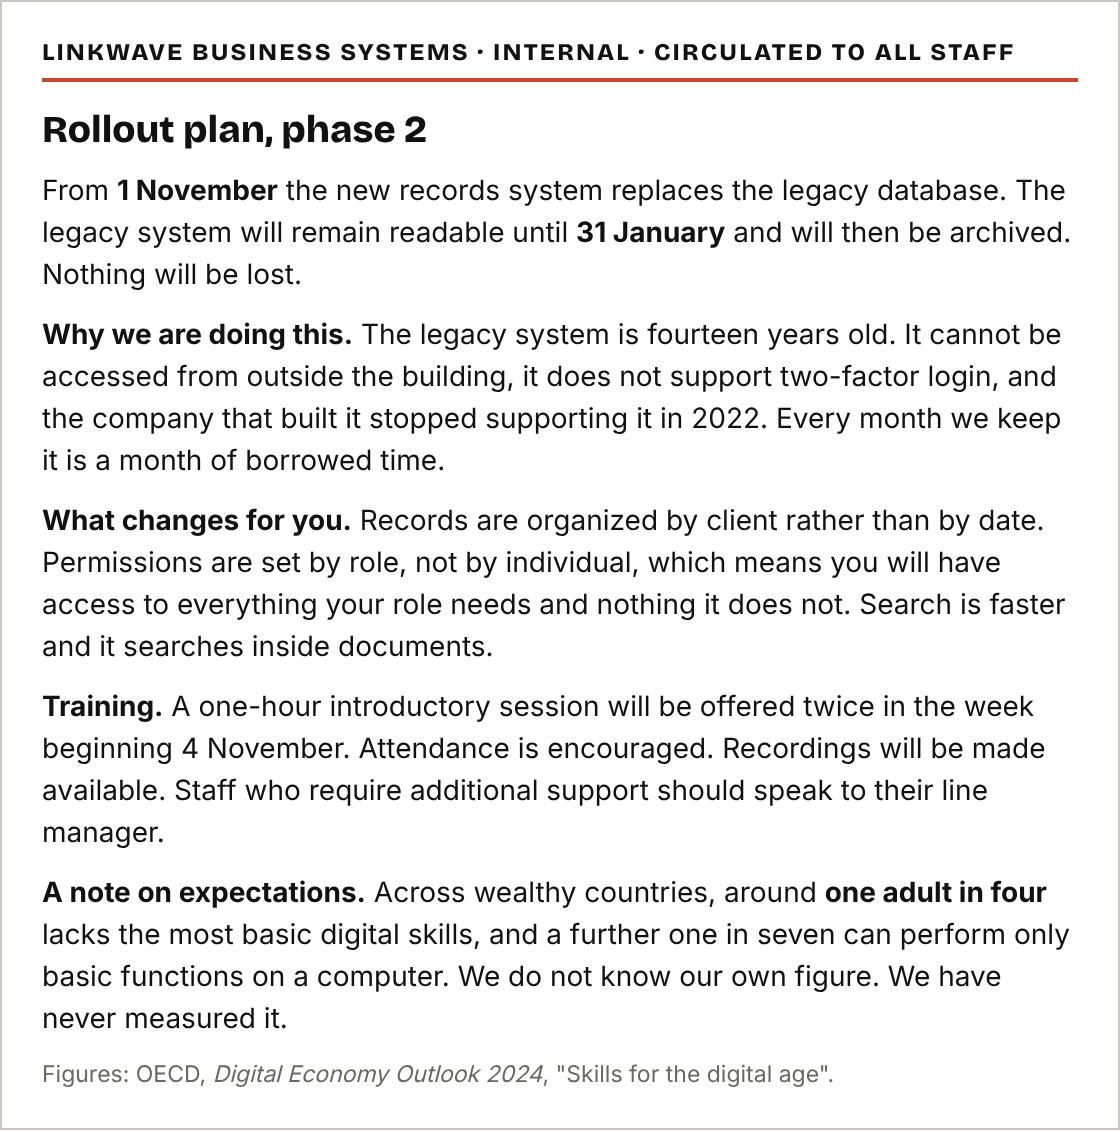 LINKWAVE BUSINESS SYSTEMS · INTERNAL · CIRCULATED TO ALL STAFF
Rollout plan, phase 2
From 1 November the new records system replaces the legacy database. The
legacy system will remain readable until 31 January and will then be archived.
Nothing will be lost.
Why we are doing this. The legacy system is fourteen years old. It cannot be
accessed from outside the building, it does not support two-factor login, and
the company that built it stopped supporting it in 2022. Every month we keep
it is a month of borrowed time.
What changes for you. Records are organized by client rather than by date.
Permissions are set by role, not by individual, which means you will have
access to everything your role needs and nothing it does not. Search is faster
and it searches inside documents.
Training. A one-hour introductory session will be offered twice in the week
beginning 4 November. Attendance is encouraged. Recordings will be made
available. Staff who require additional support should speak to their line
manager.
A note on expectations. Across wealthy countries, around one adult in four
lacks the most basic digital skills, and a further one in seven can perform only
basic functions on a computer. We do not know our own figure. We have
never measured it.
Figures: OECD, Digital Economy Outlook 2024, "Skills for the digital age".